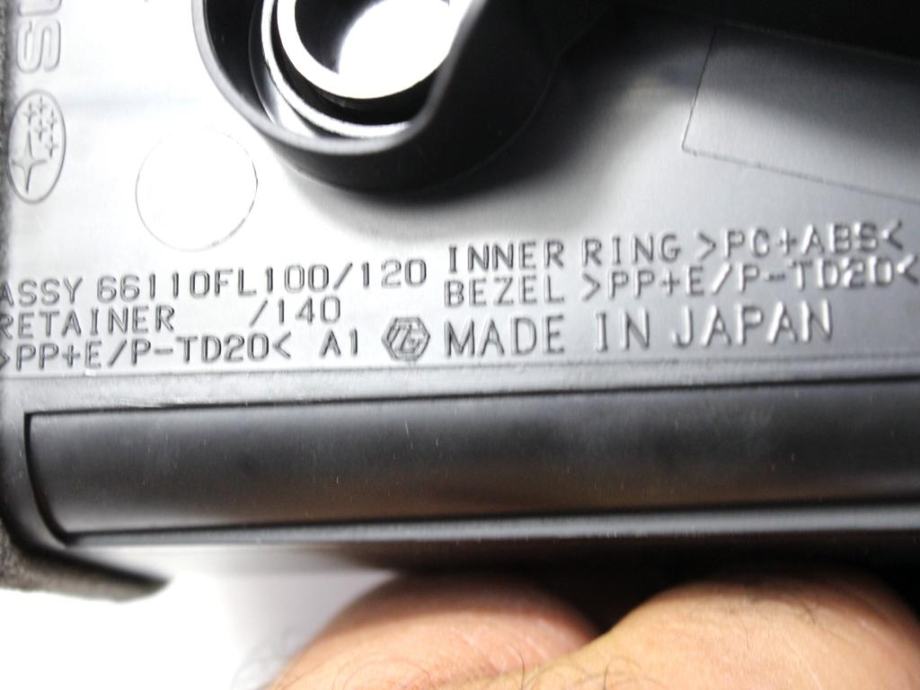 ASSY 66110FL100/120
RETAINER /140
>PP+E/P-TD20< A1
INNER RING >PC+ABS<
BEZEL >PP+E/P-TD20<
MADE IN JAPAN